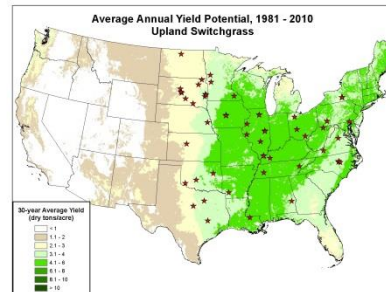 Average Annual Yield Potential, 1981 - 2010
Upland Switchgrass
30-year Average Yield
(dry tons/acre)
< 1
1.1 - 2
2.1 - 3
3.1 - 4
4.1 - 6
6.1 - 8
8.1 - 10
> 10